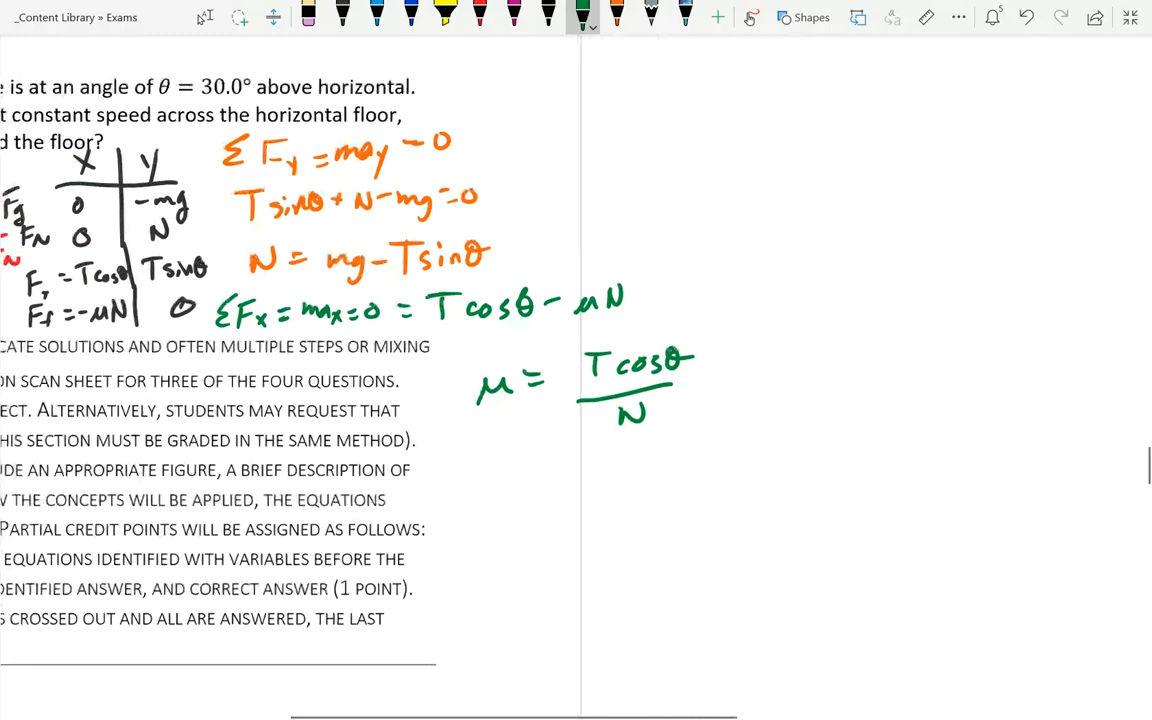 _Content Library » Exams
Shapes
5
e is at an angle of θ = 30.0° above horizontal.
t constant speed across the horizontal floor,
d the floor?
X Y
Fg 0 -mg
FN 0 N
FT = Tcosθ Tsinθ
Ff = -μN 0
ΣFy = may = 0
T sinθ + N - mg = 0
N = mg - Tsinθ
ΣFx = max = 0 = T cosθ - μN
μ = T cosθ / N
CATE SOLUTIONS AND OFTEN MULTIPLE STEPS OR MIXING
ON SCAN SHEET FOR THREE OF THE FOUR QUESTIONS.
ECT. ALTERNATIVELY, STUDENTS MAY REQUEST THAT
HIS SECTION MUST BE GRADED IN THE SAME METHOD).
UDE AN APPROPRIATE FIGURE, A BRIEF DESCRIPTION OF
W THE CONCEPTS WILL BE APPLIED, THE EQUATIONS
PARTIAL CREDIT POINTS WILL BE ASSIGNED AS FOLLOWS:
EQUATIONS IDENTIFIED WITH VARIABLES BEFORE THE
DENTIFIED ANSWER, AND CORRECT ANSWER (1 POINT).
S CROSSED OUT AND ALL ARE ANSWERED, THE LAST